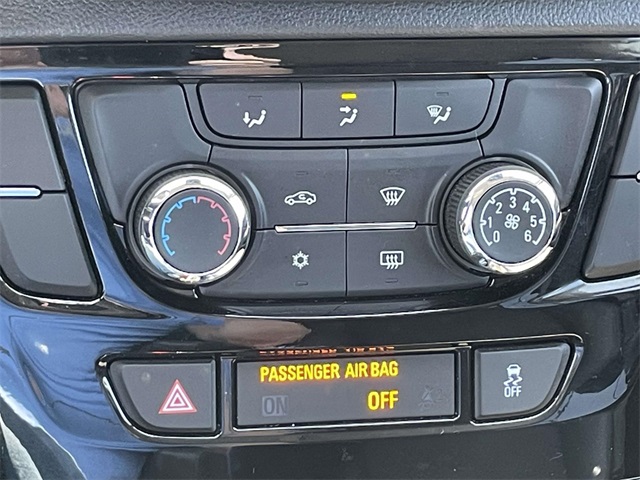 3
2 4
1 5
0 6
PASSENGER AIR BAG
ON OFF
OFF